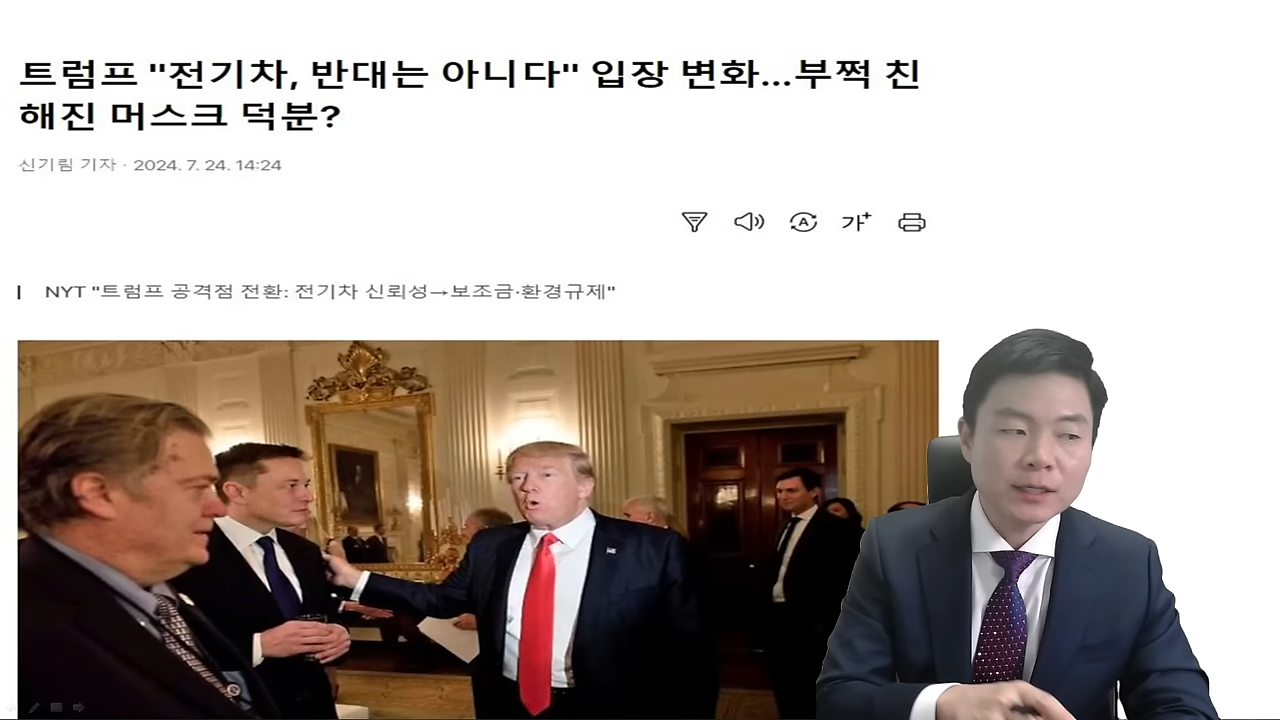 트럼프 "전기차, 반대는 아니다" 입장 변화...부쩍 친
해진 머스크 덕분?
신기림 기자 · 2024. 7. 24. 14:24
가+
NYT "트럼프 공격점 전환: 전기차 신뢰성→보조금·환경규제"